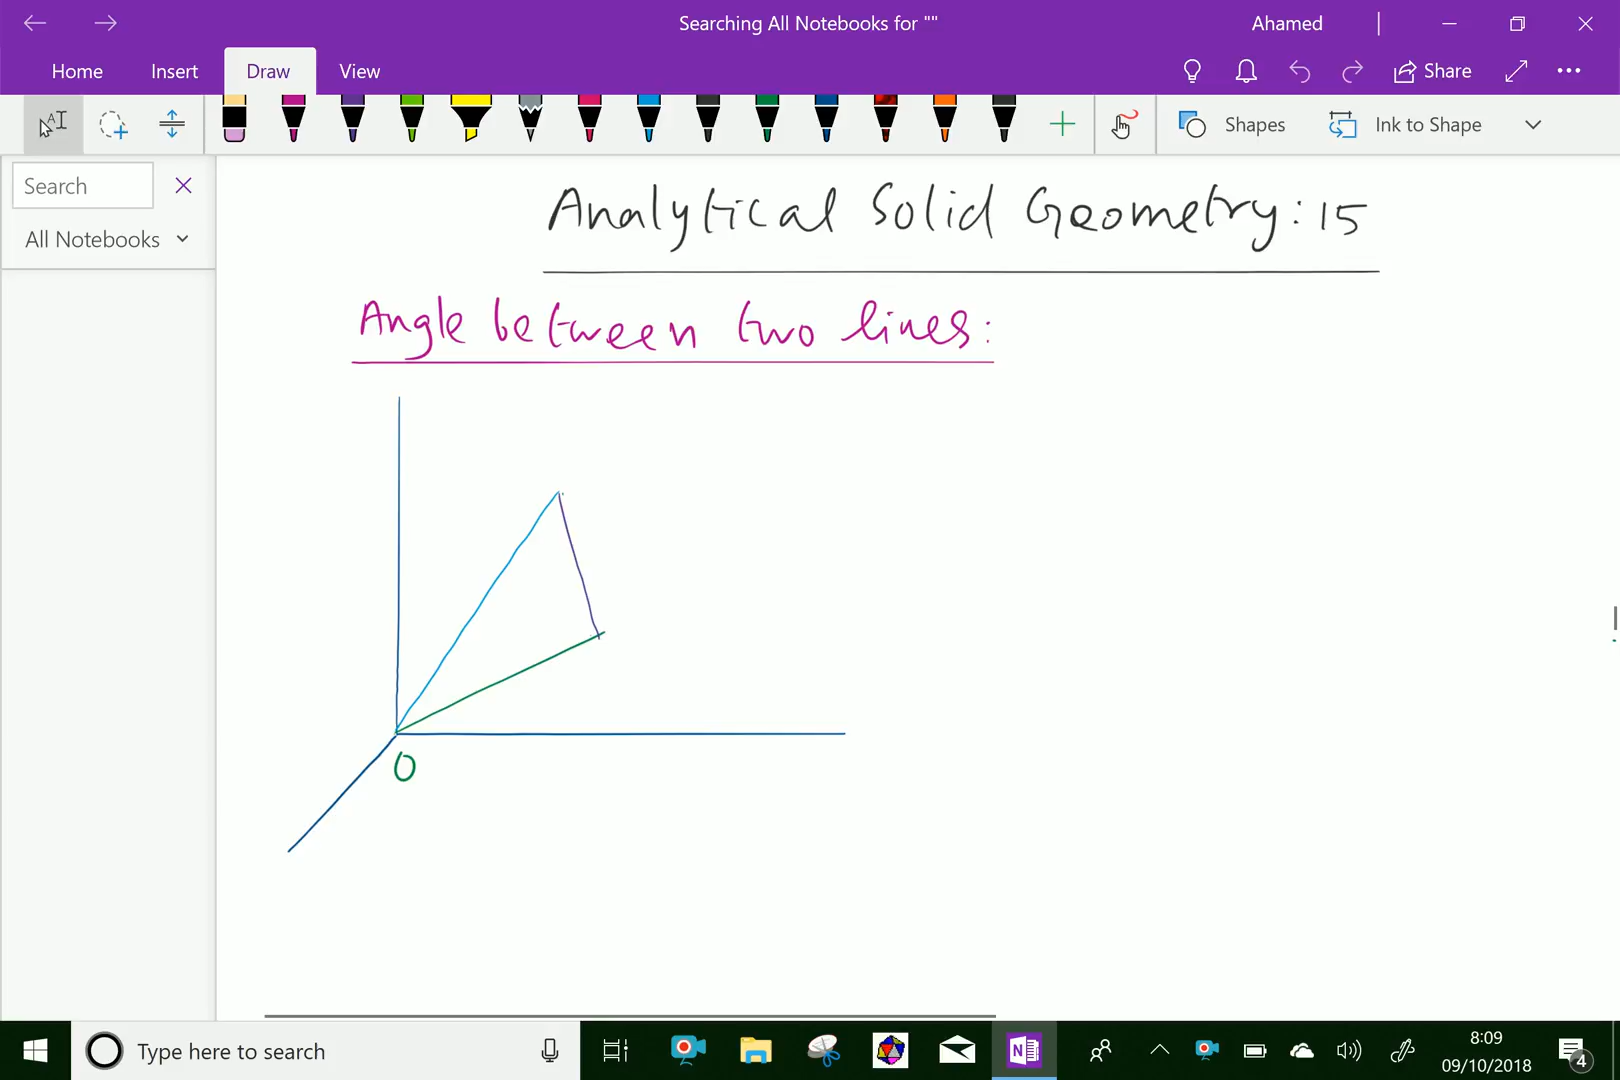 Searching All Notebooks for ""
Ahamed
Home Insert Draw View
Share
Shapes
Ink to Shape
Search
All Notebooks
Analytical Solid Geometry: 15
Angle between two lines:
O
Type here to search
N
8:09
09/10/2018
4